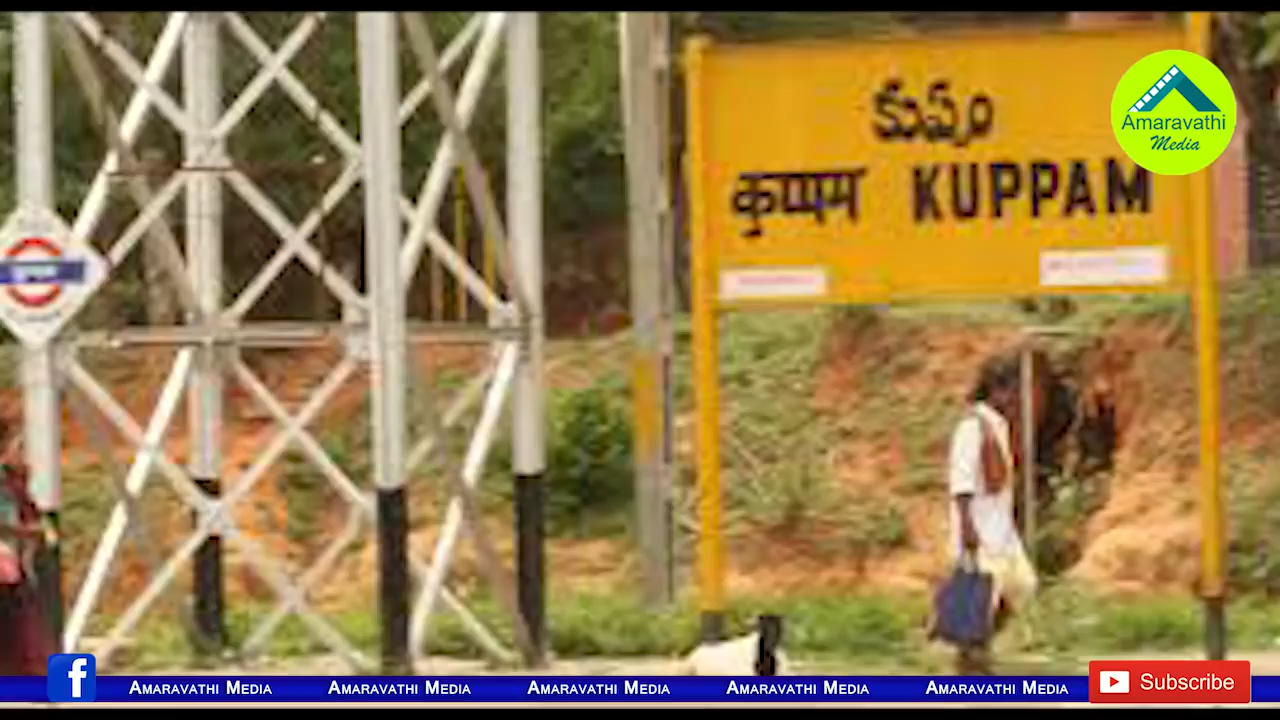 కుప్పం
कुप्पम KUPPAM
Amaravathi
Media
f Amaravathi Media Amaravathi Media Amaravathi Media Amaravathi Media Amaravathi Media Subscribe